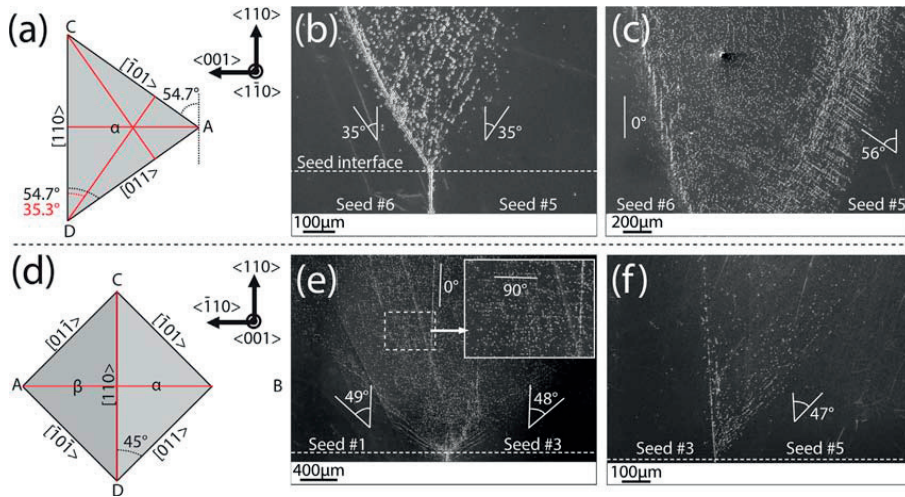 (a)
C
<110>
<001>
<11̄0>
[1̄01>
54.7°
[110>
α
A
[011>
54.7°
35.3°
D
(b)
35°
35°
Seed interface
Seed #6
Seed #5
100μm
(c)
0°
56°
Seed #6
Seed #5
200μm
(d)
C
<110>
<1̄10>
<001>
[011̄>
[1̄01>
A
β
[110>
α
B
[1̄01̄>
45°
[011>
D
(e)
0°
90°
49°
48°
Seed #1
Seed #3
400μm
(f)
47°
Seed #3
Seed #5
100μm